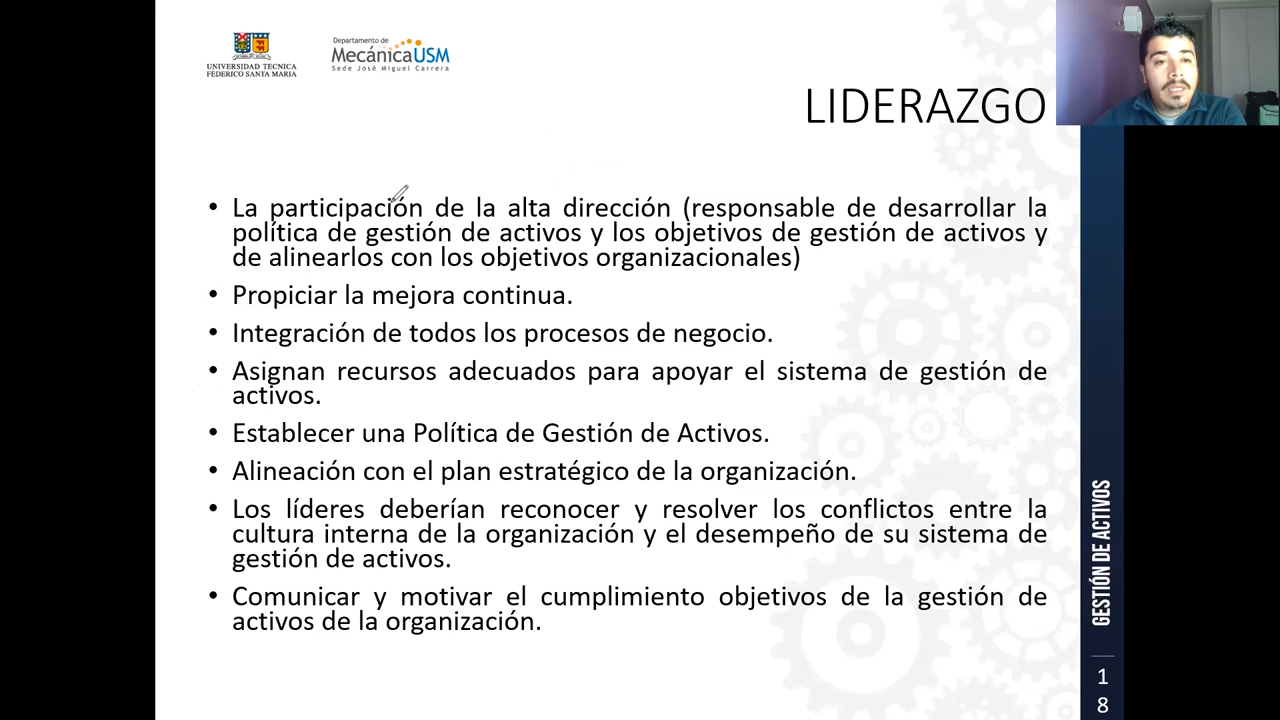 UNIVERSIDAD TECNICA
FEDERICO SANTA MARIA
Departamento de
MecánicaUSM
Sede José Miguel Carrera
LIDERAZGO
• La participación de la alta dirección (responsable de desarrollar la
política de gestión de activos y los objetivos de gestión de activos y
de alinearlos con los objetivos organizacionales)
• Propiciar la mejora continua.
• Integración de todos los procesos de negocio.
• Asignan recursos adecuados para apoyar el sistema de gestión de
activos.
• Establecer una Política de Gestión de Activos.
• Alineación con el plan estratégico de la organización.
• Los líderes deberían reconocer y resolver los conflictos entre la
cultura interna de la organización y el desempeño de su sistema de
gestión de activos.
• Comunicar y motivar el cumplimiento objetivos de la gestión de
activos de la organización.
GESTIÓN DE ACTIVOS
1
8